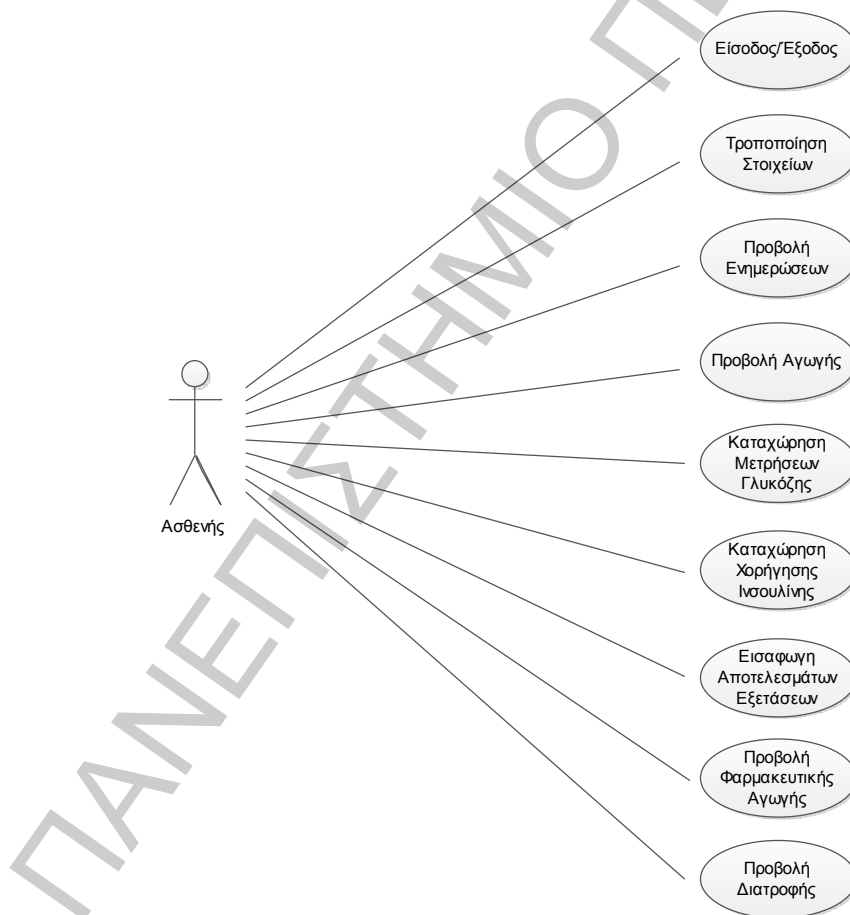 Είσοδος/Έξοδος
Τροποποίηση
Στοιχείων
Προβολή
Ενημερώσεων
Προβολή Αγωγής
Καταχώρηση
Μετρήσεων
Γλυκόζης
Ασθενής
Καταχώρηση
Χορήγησης
Ινσουλίνης
Εισαφωγη
Αποτελεσμάτων
Εξετάσεων
Προβολή
Φαρμακευτικής
Αγωγής
Προβολή
Διατροφής
ΠΑΝΕΠΙΣΤΗΜΙΟ